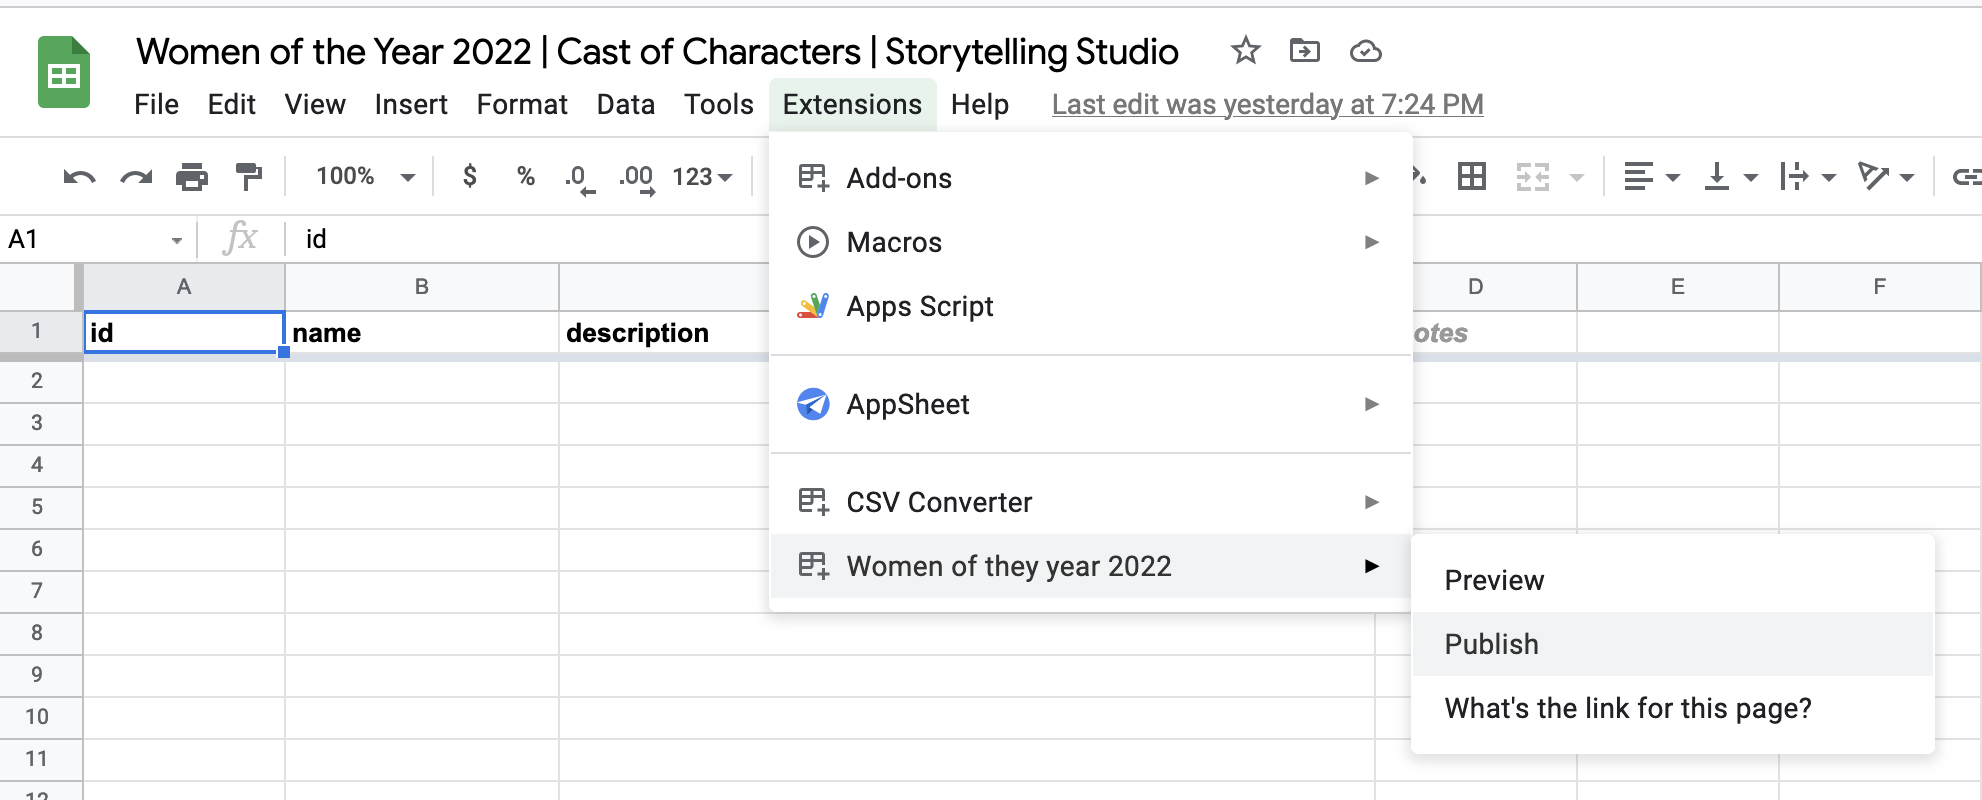 Women of the Year 2022 | Cast of Characters | Storytelling Studio
File Edit View Insert Format Data Tools Extensions Help Last edit was yesterday at 7:24 PM
100% $ % .0 .00 123
A1 fx id
A B D E F
1 id name description otes
Add-ons
Macros
Apps Script
AppSheet
CSV Converter
Women of they year 2022
Preview
Publish
What's the link for this page?
2
3
4
5
6
7
8
9
10
11
12